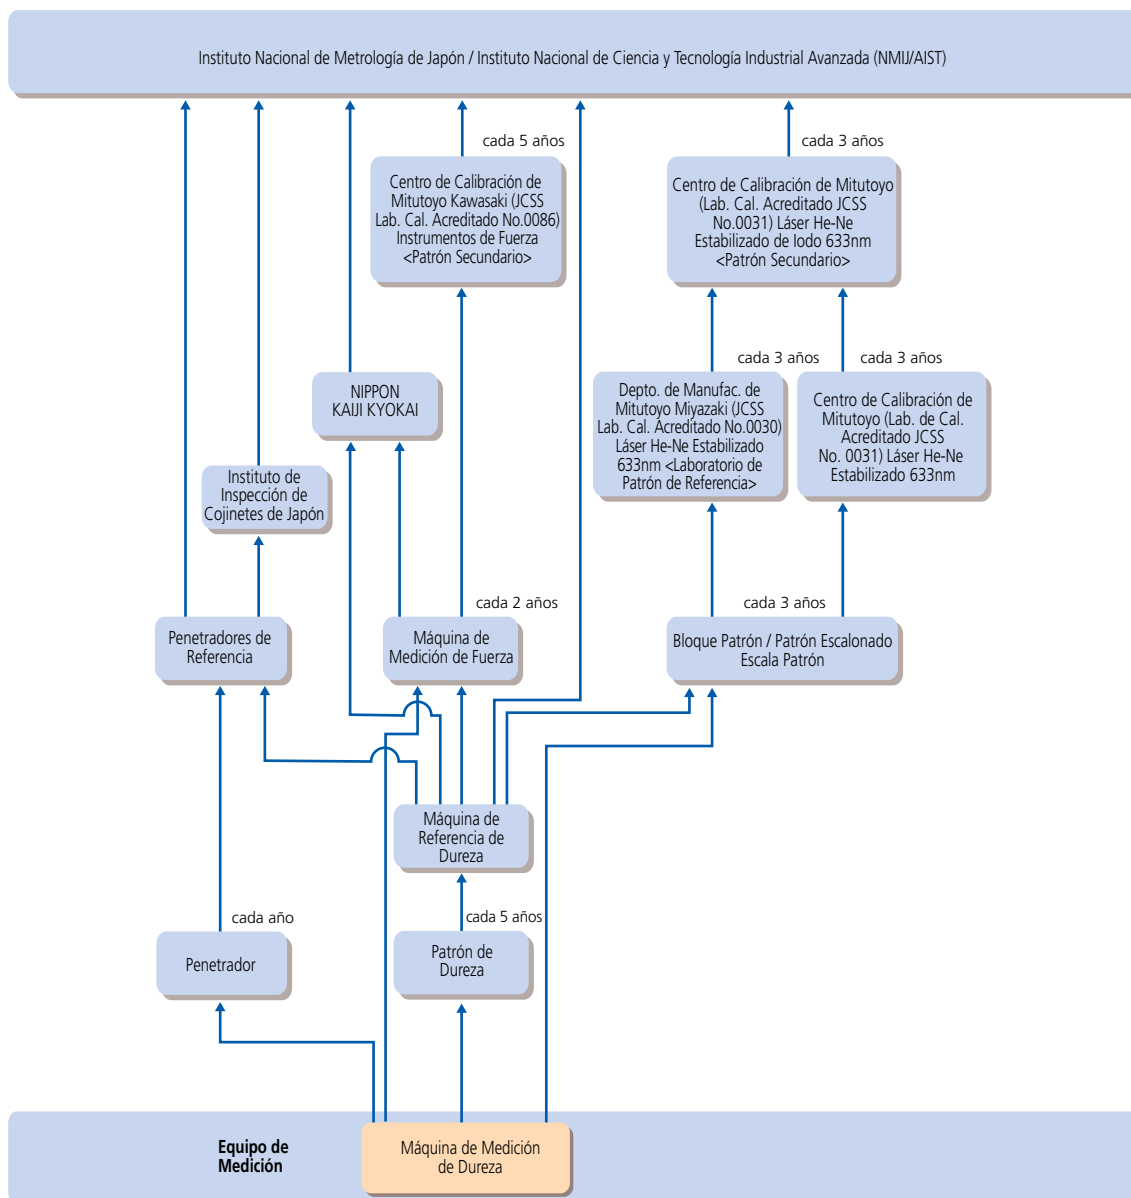 Instituto Nacional de Metrología de Japón / Instituto Nacional de Ciencia y Tecnología Industrial Avanzada (NMIJ/AIST)
cada 5 años
cada 3 años
Centro de Calibración de
Mitutoyo Kawasaki (JCSS
Lab. Cal. Acreditado No.0086)
Instrumentos de Fuerza
<Patrón Secundario>
Centro de Calibración de Mitutoyo
(Lab. Cal. Acreditado JCSS
No.0031) Láser He-Ne
Estabilizado de Iodo 633nm
<Patrón Secundario>
cada 3 años
cada 3 años
NIPPON
KAIJI KYOKAI
Depto. de Manufac. de
Mitutoyo Miyazaki (JCSS
Lab. Cal. Acreditado No.0030)
Láser He-Ne Estabilizado
633nm <Laboratorio de
Patrón de Referencia>
Centro de Calibración de
Mitutoyo (Lab. de Cal.
Acreditado JCSS
No. 0031) Láser He-Ne
Estabilizado 633nm
Instituto de
Inspección de
Cojinetes de Japón
cada 2 años
cada 3 años
Penetradores de
Referencia
Máquina de
Medición de Fuerza
Bloque Patrón / Patrón Escalonado
Escala Patrón
Máquina de
Referencia de
Dureza
cada año
cada 5 años
Penetrador
Patrón de
Dureza
Equipo de
Medición
Máquina de Medición
de Dureza